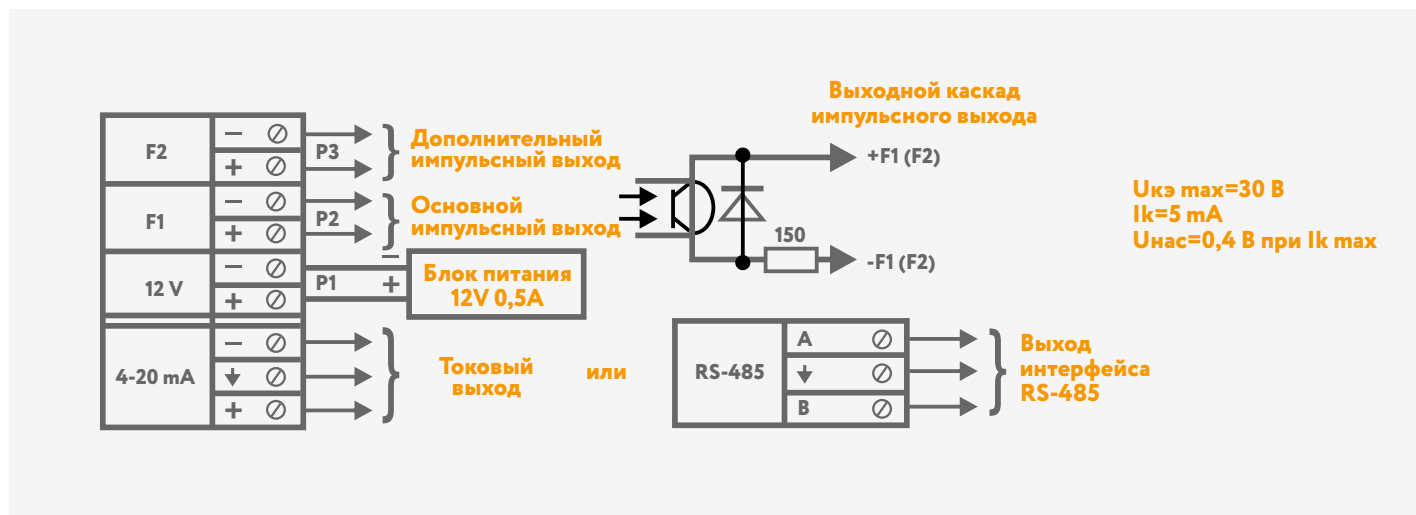 Выходной каскад
импульсного выхода
F2
−
+
P3
Дополнительный
импульсный выход
F1
−
+
P2
Основной
импульсный выход
12 V
−
+
P1
−
+
Блок питания
12V 0,5A
4-20 mA
−
+
Токовый
выход
или
+F1 (F2)
150
-F1 (F2)
Uкэ max=30 В
Ik=5 mA
Uнас=0,4 В при Ik max
RS-485
A
B
Выход
интерфейса
RS-485